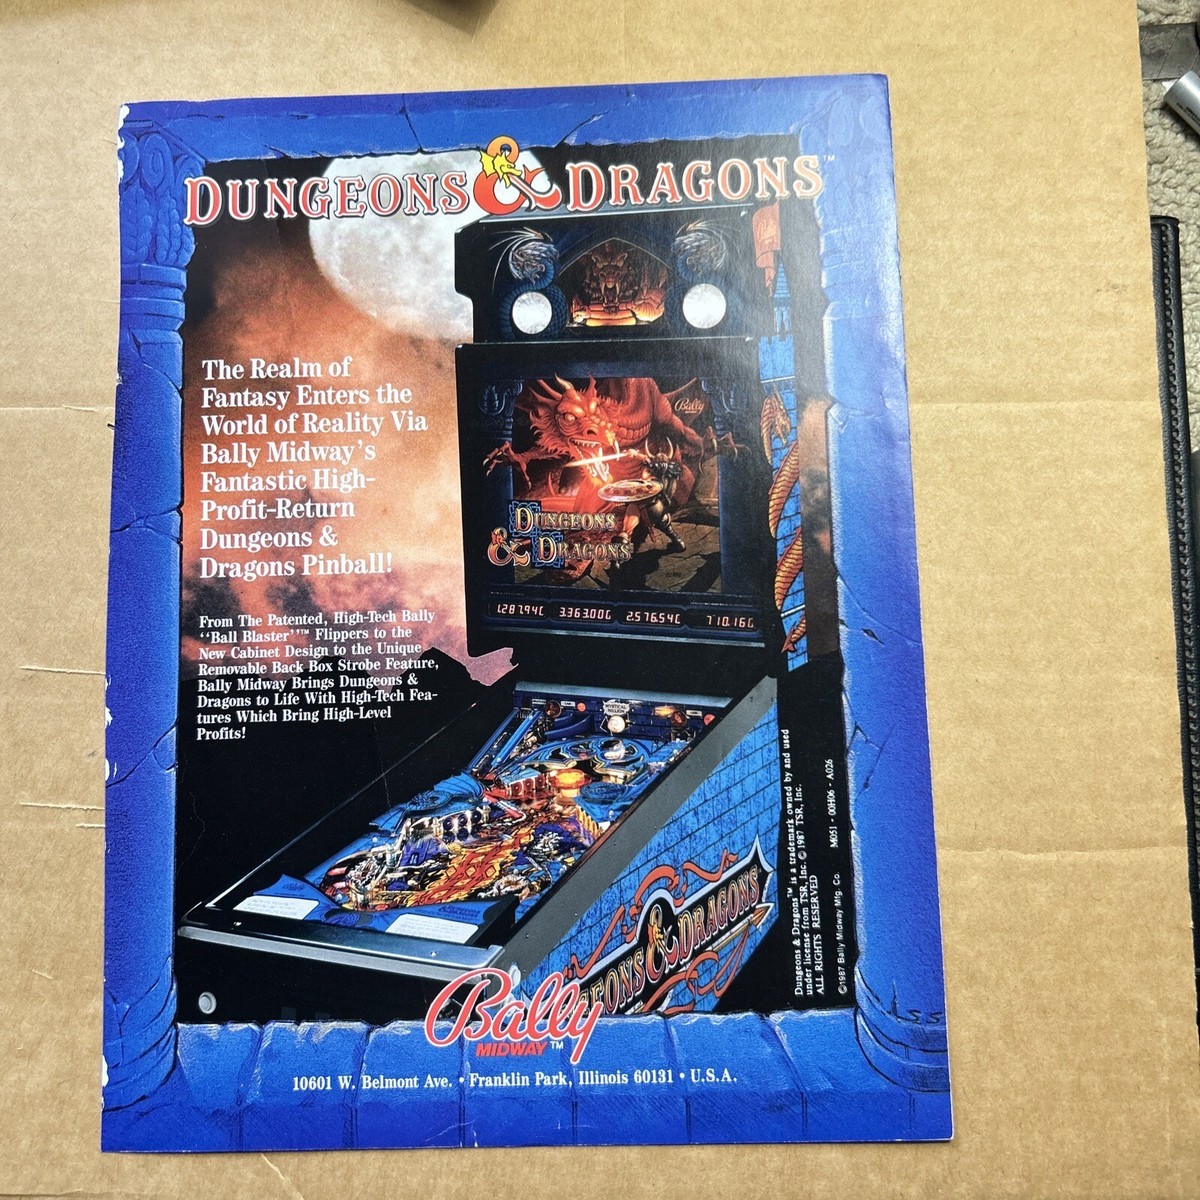 DUNGEONS & DRAGONS™
The Realm of
Fantasy Enters the
World of Reality Via
Bally Midway's
Fantastic High-
Profit-Return
Dungeons &
Dragons Pinball!
From The Patented, High-Tech Bally
“Ball Blaster”™ Flippers to the
New Cabinet Design to the Unique
Removable Back Box Strobe Feature,
Bally Midway Brings Dungeons &
Dragons to Life With High-Tech Fea-
tures Which Bring High-Level
Profits!
Bally
DUNGEONS
& DRAGONS
MYSTICAL
MILLION
GEONS & DRAGONS
Dungeons & Dragons™ is a trademark owned by and used
under license from TSR, Inc. © 1987 TSR, Inc.
ALL RIGHTS RESERVED
©1987 Bally Midway Mfg. Co.
M051 - 00H06 - A026
Bally
MIDWAY™
10601 W. Belmont Ave. • Franklin Park, Illinois 60131 • U.S.A.